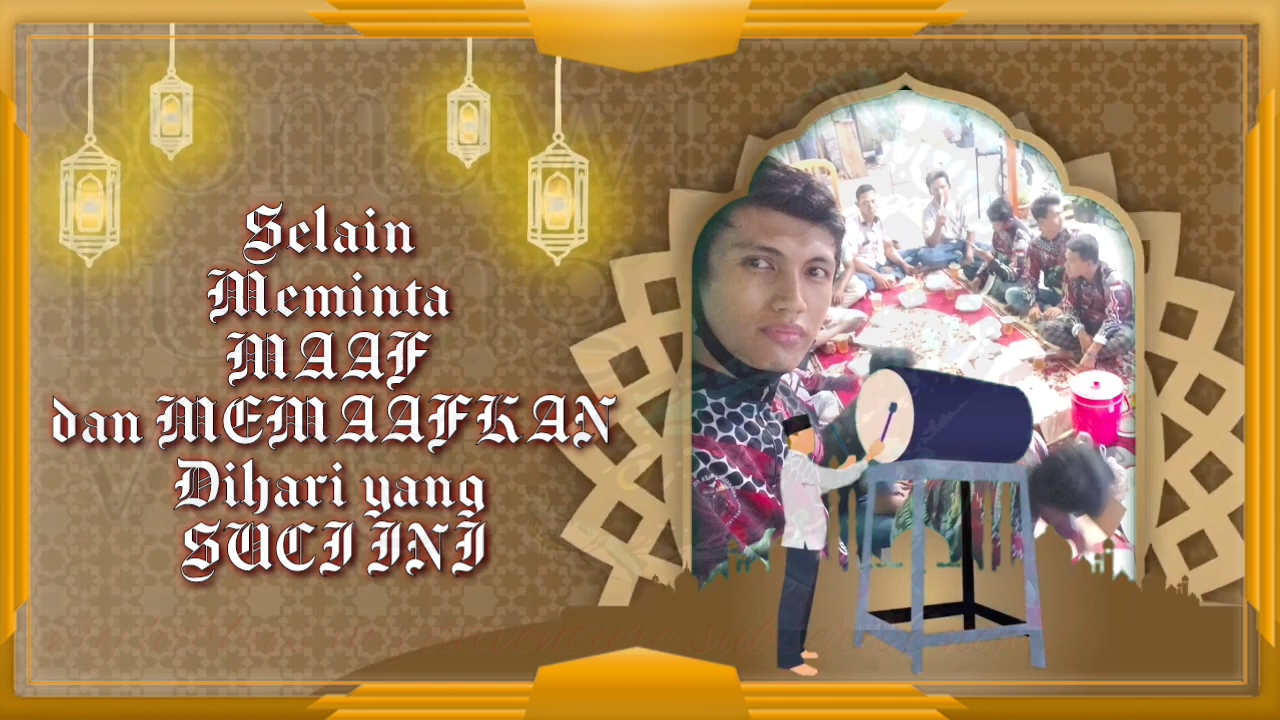 Selain
Meminta
MAAF
dan MEMAAFKAN
Dihari yang
SUCI INI